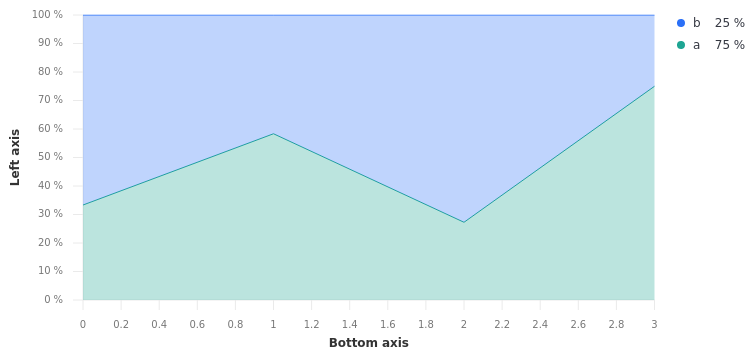 100 %
90 %
80 %
70 %
60 %
50 %
40 %
30 %
20 %
10 %
0 %
Left axis
0 0.2 0.4 0.6 0.8 1 1.2 1.4 1.6 1.8 2 2.2 2.4 2.6 2.8 3
Bottom axis
b 25 %
a 75 %